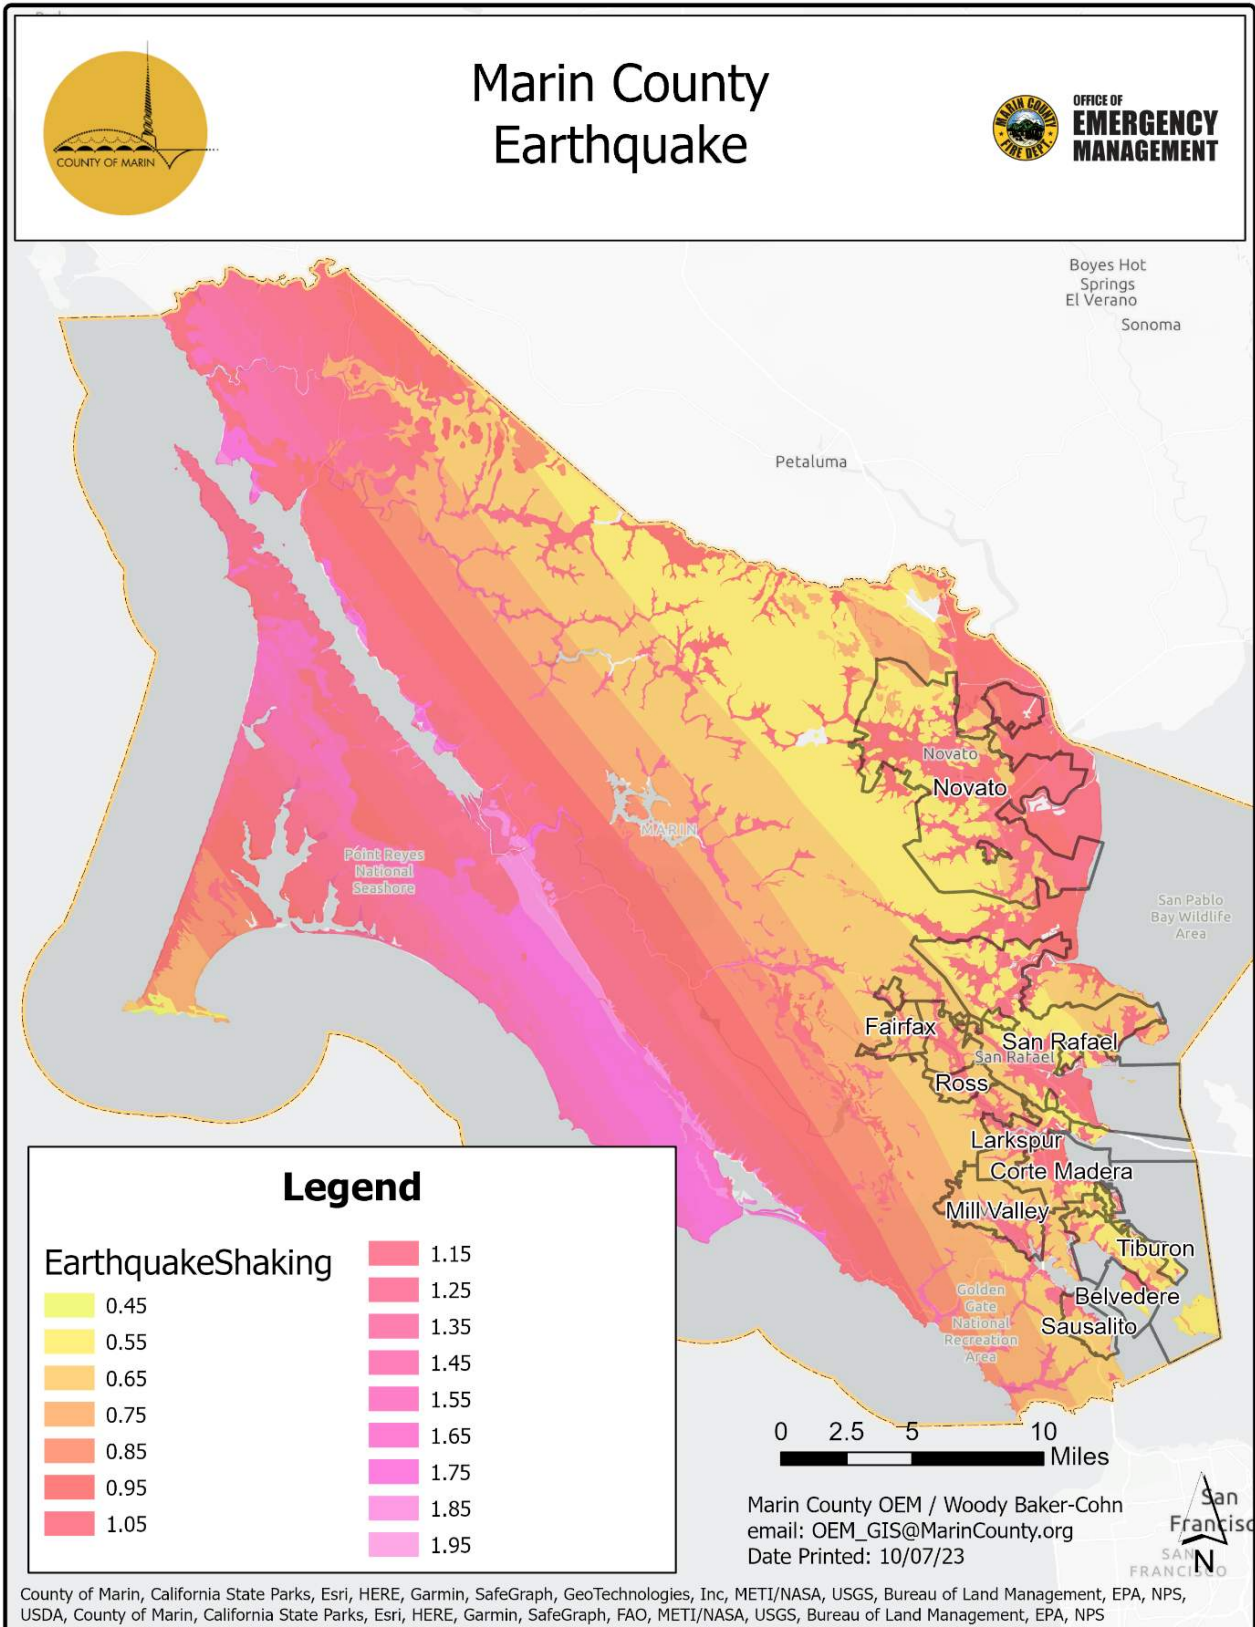 COUNTY OF MARIN
Marin County
Earthquake
MARIN COUNTY
FIRE DEPT.
OFFICE OF
EMERGENCY
MANAGEMENT
Boyes Hot
Springs
El Verano
Sonoma
Petaluma
Novato
Novato
MARIN
Point Reyes
National
Seashore
San Pablo
Bay Wildlife
Area
Fairfax
San Rafael
San Rafael
Ross
Larkspur
Corte Madera
Mill Valley
Tiburon
Belvedere
Sausalito
Golden
Gate
National
Recreation
Area
Legend
EarthquakeShaking
0.45
0.55
0.65
0.75
0.85
0.95
1.05
1.15
1.25
1.35
1.45
1.55
1.65
1.75
1.85
1.95
0 2.5 5 10
Miles
Marin County OEM / Woody Baker-Cohn
email: OEM_GIS@MarinCounty.org
Date Printed: 10/07/23
San
Francisc
SAN
FRANCISCO
N
County of Marin, California State Parks, Esri, HERE, Garmin, SafeGraph, GeoTechnologies, Inc, METI/NASA, USGS, Bureau of Land Management, EPA, NPS,
USDA, County of Marin, California State Parks, Esri, HERE, Garmin, SafeGraph, FAO, METI/NASA, USGS, Bureau of Land Management, EPA, NPS